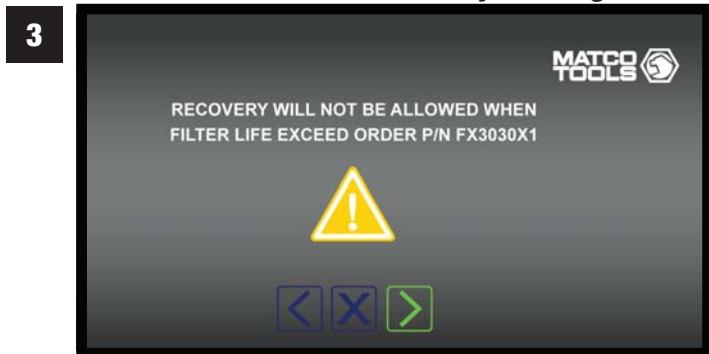 3
MATCO
TOOLS
RECOVERY WILL NOT BE ALLOWED WHEN
FILTER LIFE EXCEED ORDER P/N FX3030X1